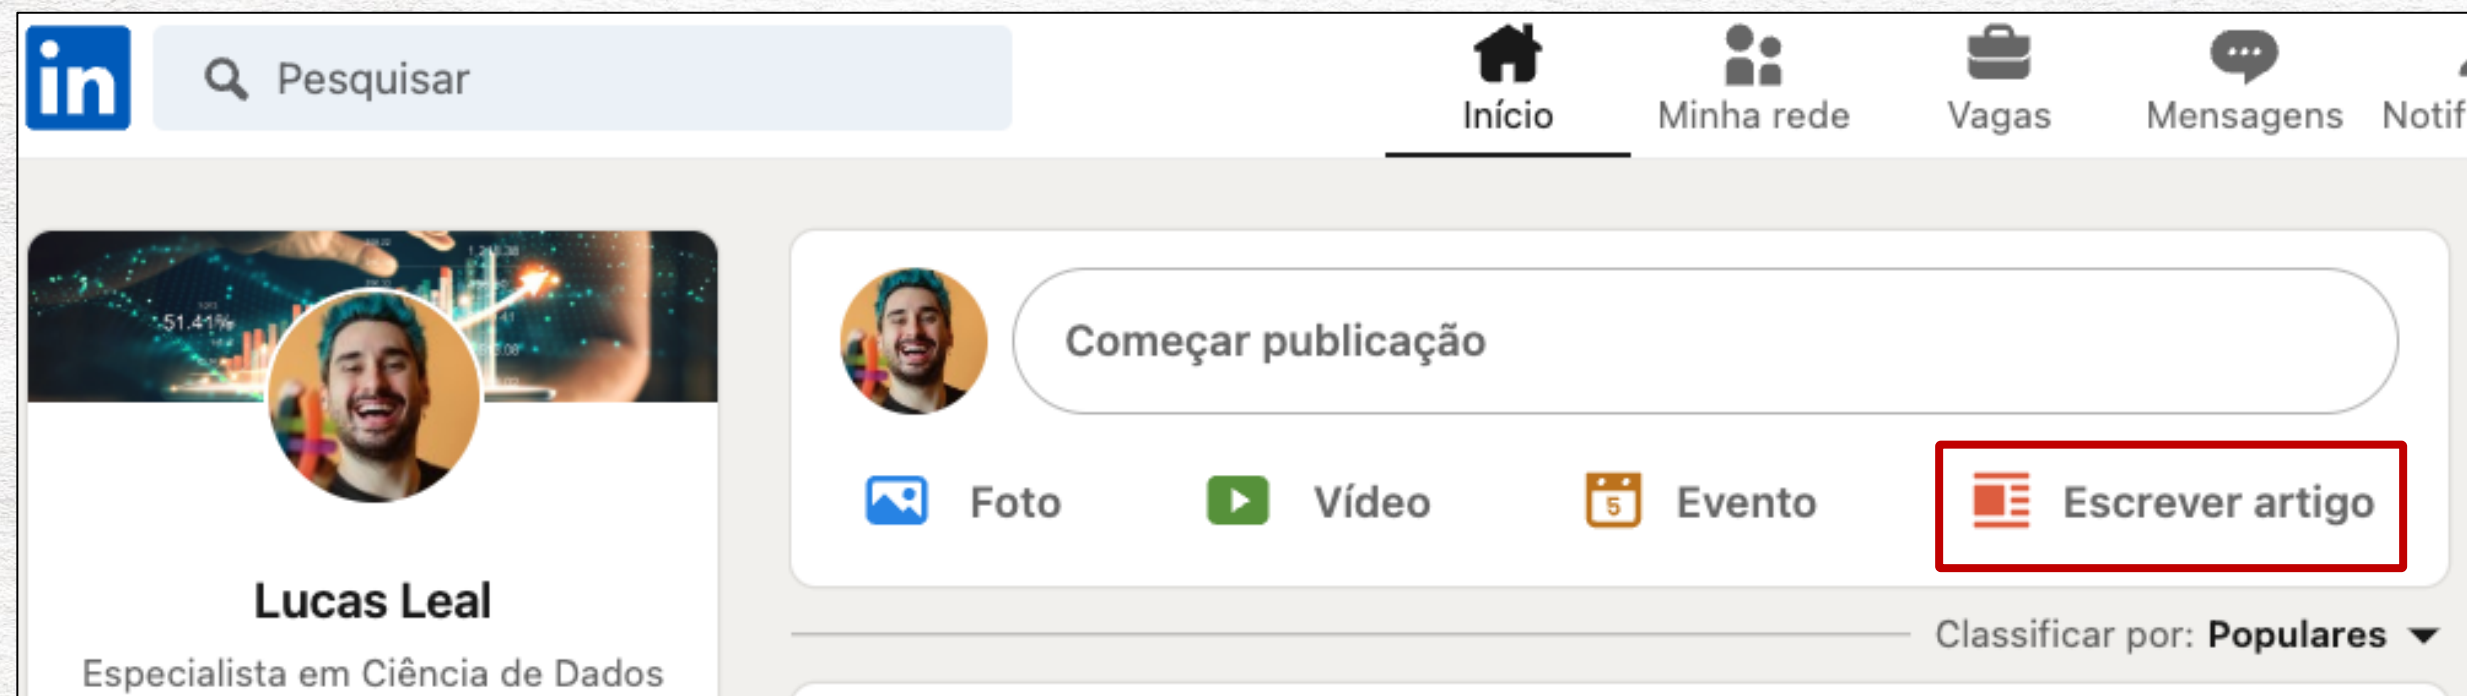 in
Pesquisar
Início
Minha rede
Vagas
Mensagens
Notif
51.41%
Começar publicação
Foto
Vídeo
5
Evento
Escrever artigo
Lucas Leal
Especialista em Ciência de Dados
Classificar por: Populares